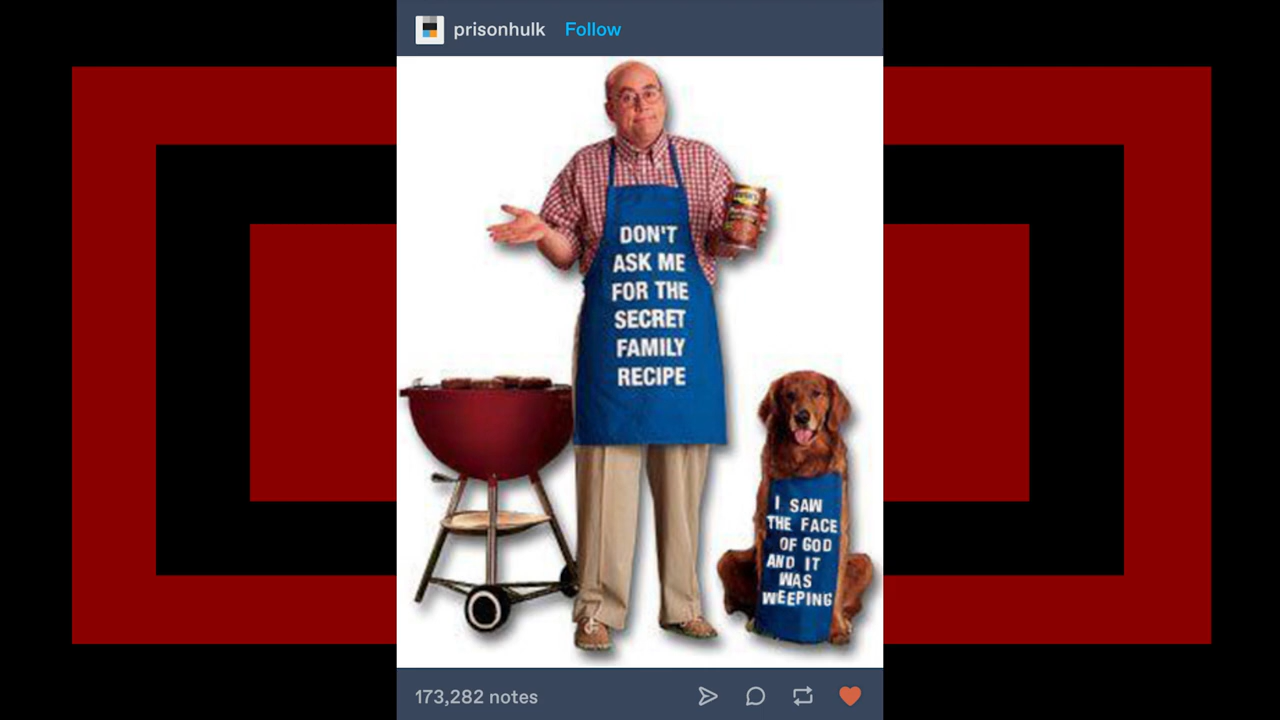 prisonhulk Follow
DON'T
ASK ME
FOR THE
SECRET
FAMILY
RECIPE
I SAW
THE FACE
OF GOD
AND IT
WAS
WEEPING
173,282 notes